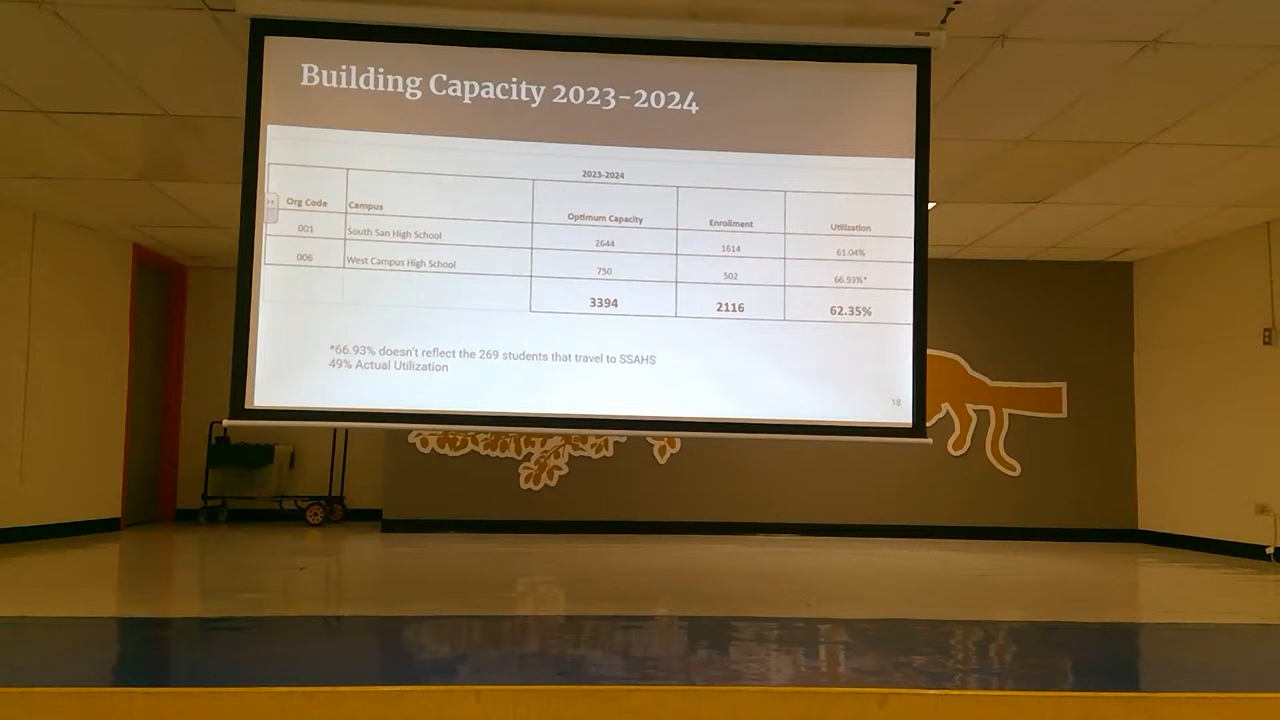 Building Capacity 2023-2024
2023-2024
Org Code Campus Optimum Capacity Enrollment Utilization
001 South San High School 2644 1614 61.04%
006 West Campus High School 750 502 66.93%*
3394 2116 62.35%
*66.93% doesn't reflect the 269 students that travel to SSAHS
49% Actual Utilization
18